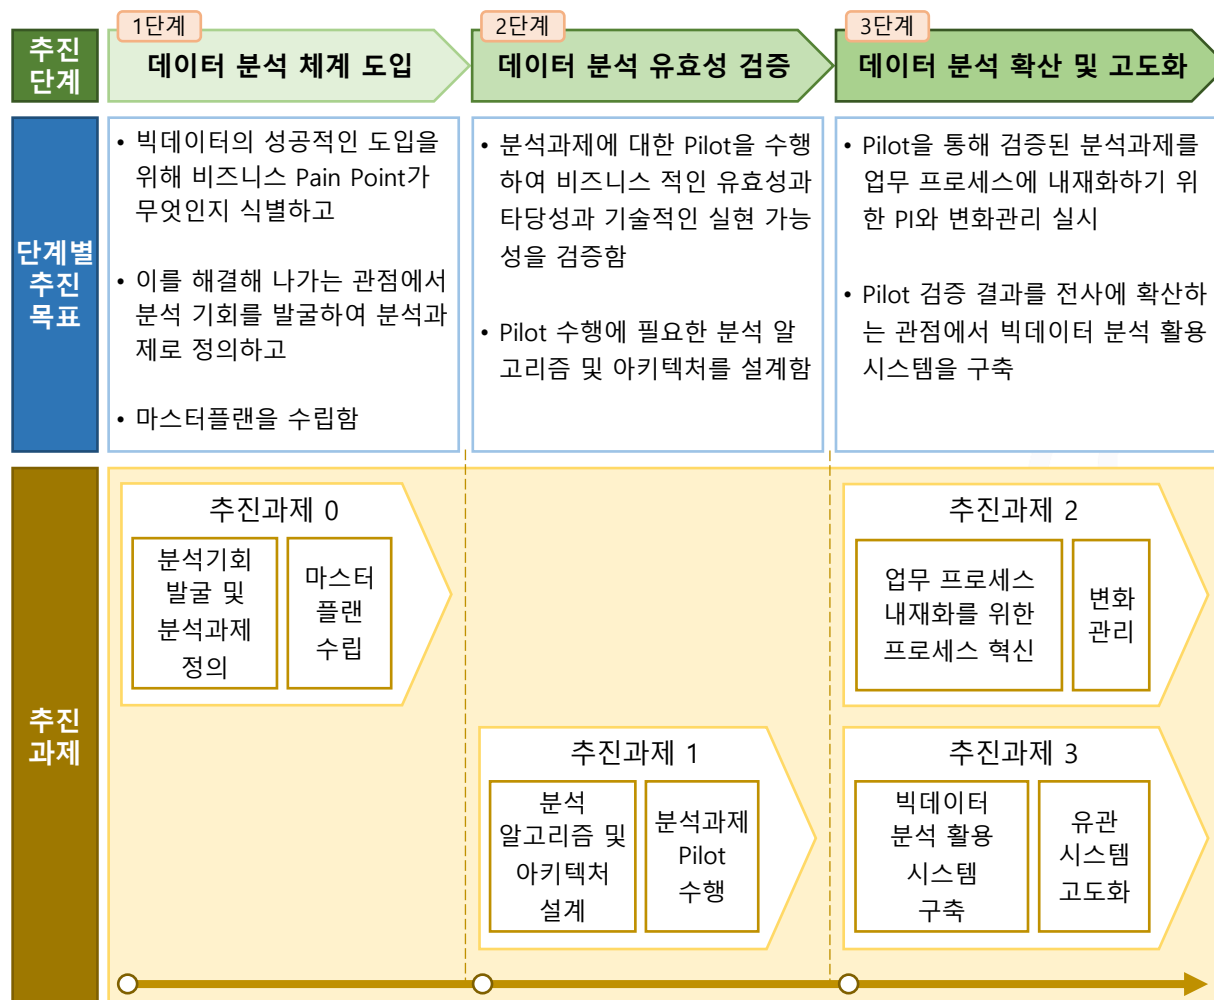 추진
단계
1단계
데이터 분석 체계 도입
2단계
데이터 분석 유효성 검증
3단계
데이터 분석 확산 및 고도화
단계별
추진
목표
• 빅데이터의 성공적인 도입을
위해 비즈니스 Pain Point가
무엇인지 식별하고
• 이를 해결해 나가는 관점에서
분석 기회를 발굴하여 분석과
제로 정의하고
• 마스터플랜을 수립함
• 분석과제에 대한 Pilot을 수행
하여 비즈니스 적인 유효성과
타당성과 기술적인 실현 가능
성을 검증함
• Pilot 수행에 필요한 분석 알
고리즘 및 아키텍처를 설계함
• Pilot을 통해 검증된 분석과제를
업무 프로세스에 내재화하기 위
한 PI와 변화관리 실시
• Pilot 검증 결과를 전사에 확산하
는 관점에서 빅데이터 분석 활용
시스템을 구축
추진
과제
추진과제 0
분석기회
발굴 및
분석과제
정의
마스터
플랜
수립
추진과제 1
분석
알고리즘 및
아키텍처
설계
분석과제
Pilot
수행
추진과제 2
업무 프로세스
내재화를 위한
프로세스 혁신
변화
관리
추진과제 3
빅데이터
분석 활용
시스템
구축
유관
시스템
고도화